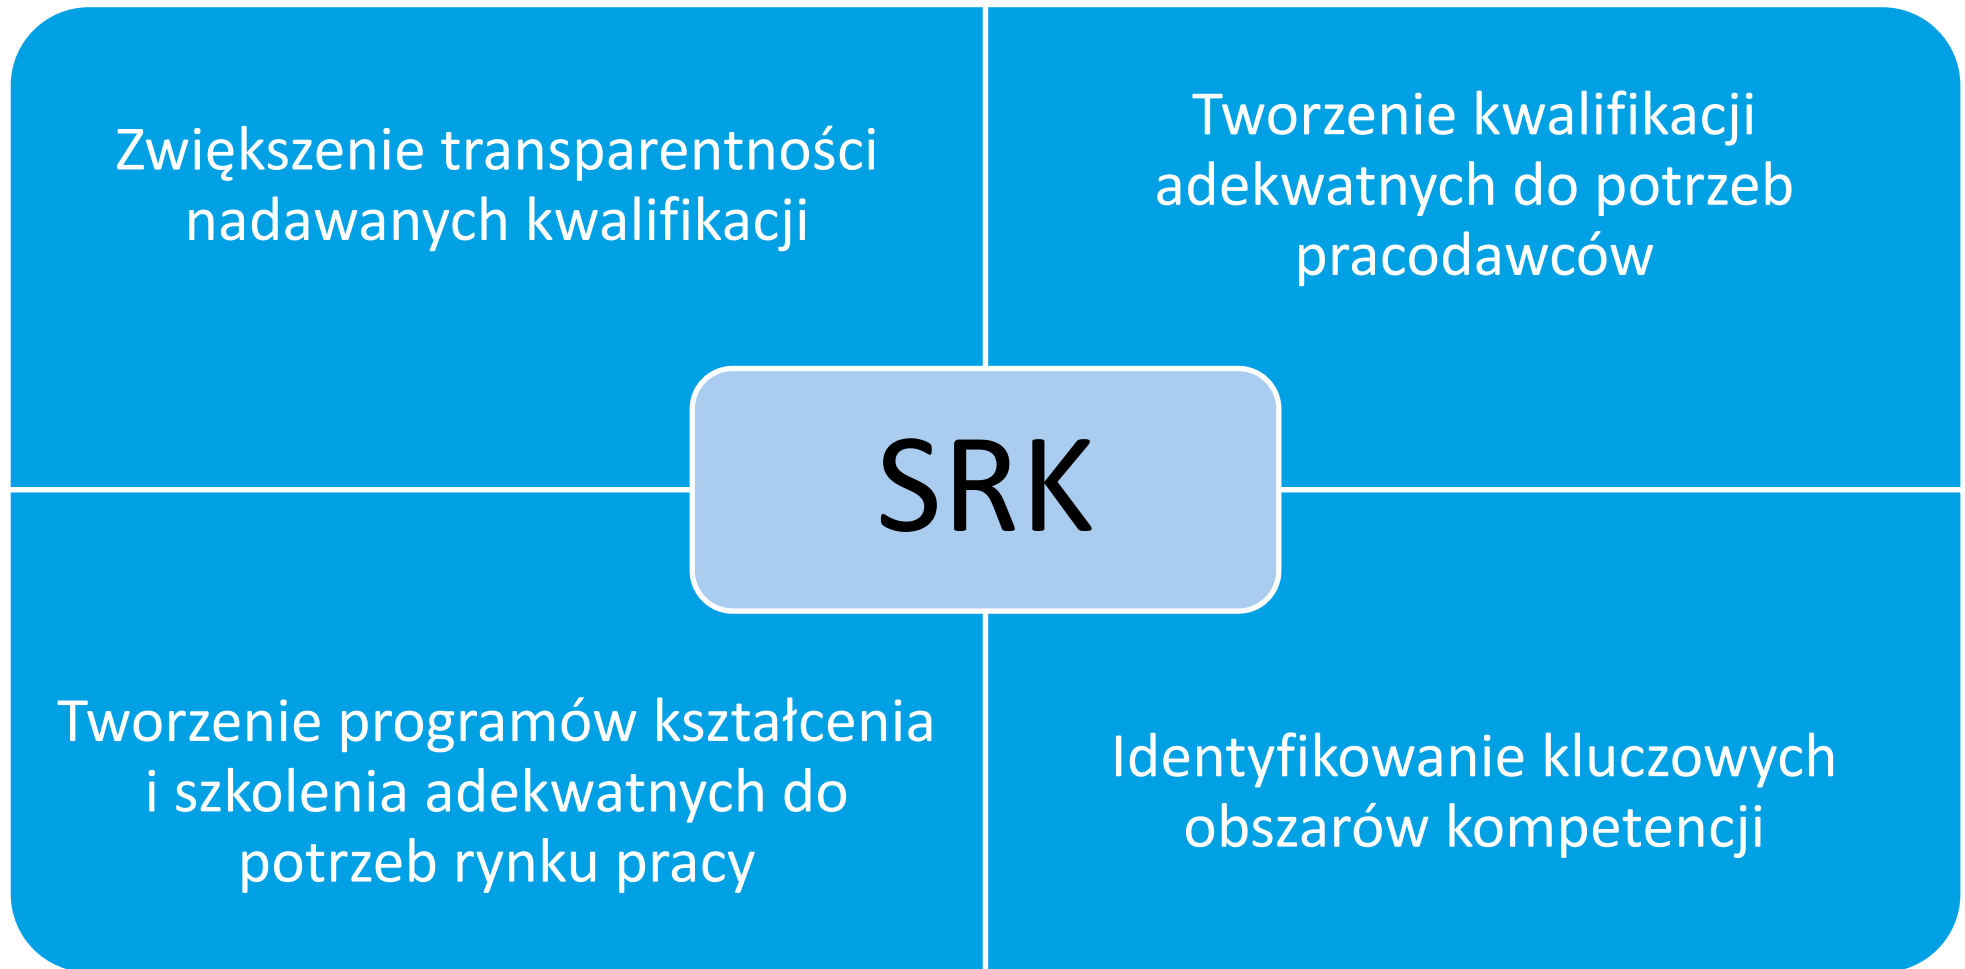 Zwiększenie transparentności
nadawanych kwalifikacji
Tworzenie kwalifikacji
adekwatnych do potrzeb
pracodawców
SRK
Tworzenie programów kształcenia
i szkolenia adekwatnych do
potrzeb rynku pracy
Identyfikowanie kluczowych
obszarów kompetencji